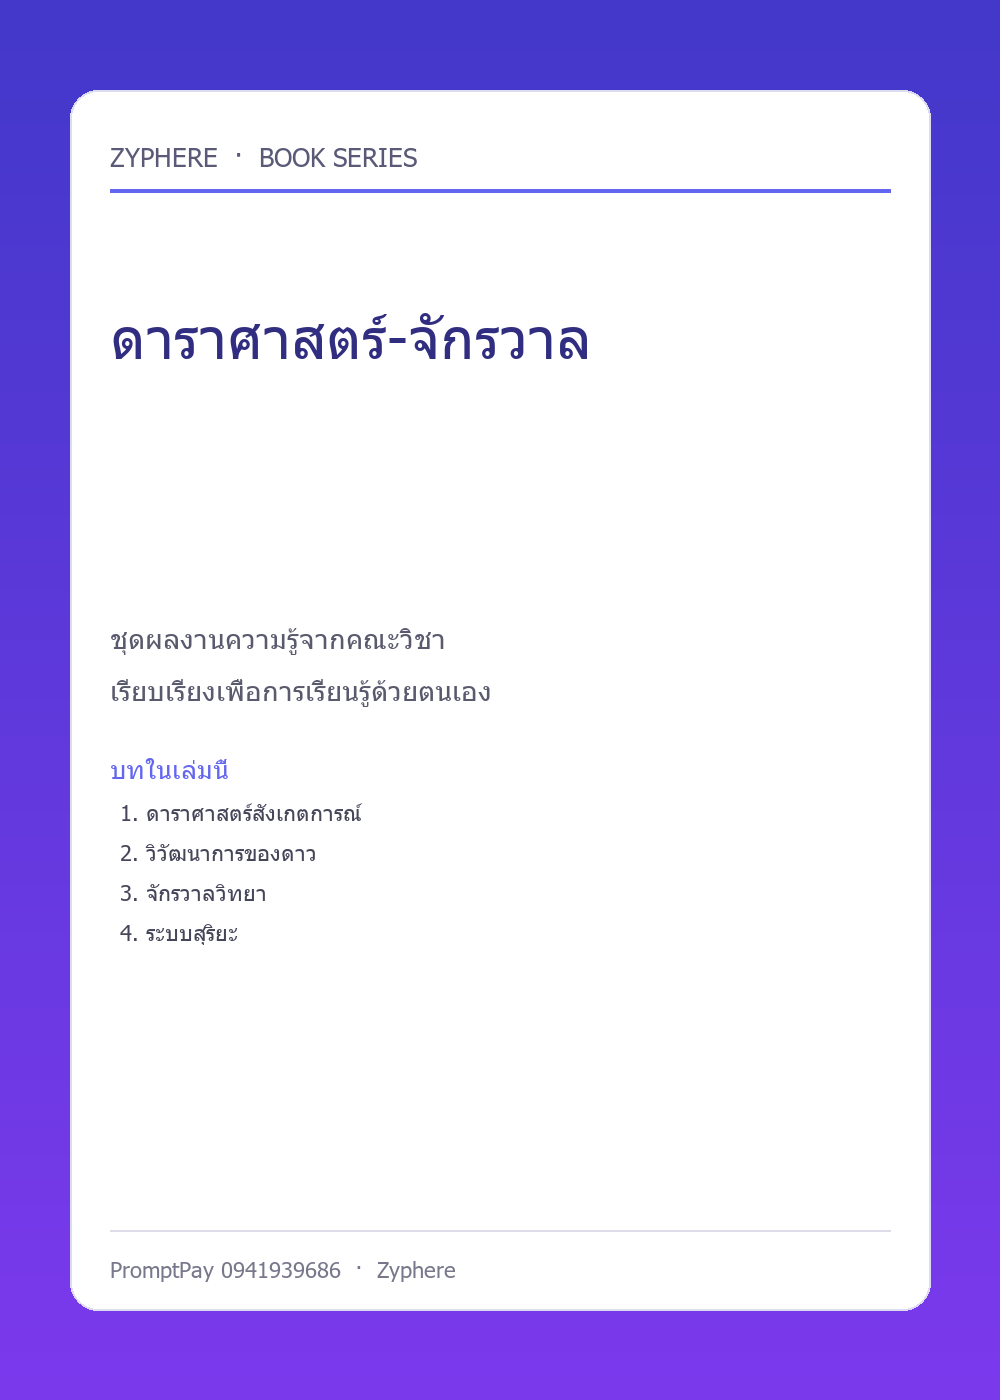 ZYPHERE · BOOK SERIES
ดาราศาสตร์-จักรวาล
ชุดผลงานความรู้จากคณะวิชา
เรียบเรียงเพื่อการเรียนรู้ด้วยตนเอง
บทในเล่มนี้
1. ดาราศาสตร์สังเกตการณ์
2. วิวัฒนาการของดาว
3. จักรวาลวิทยา
4. ระบบสุริยะ
PromptPay 0941939686 · Zyphere